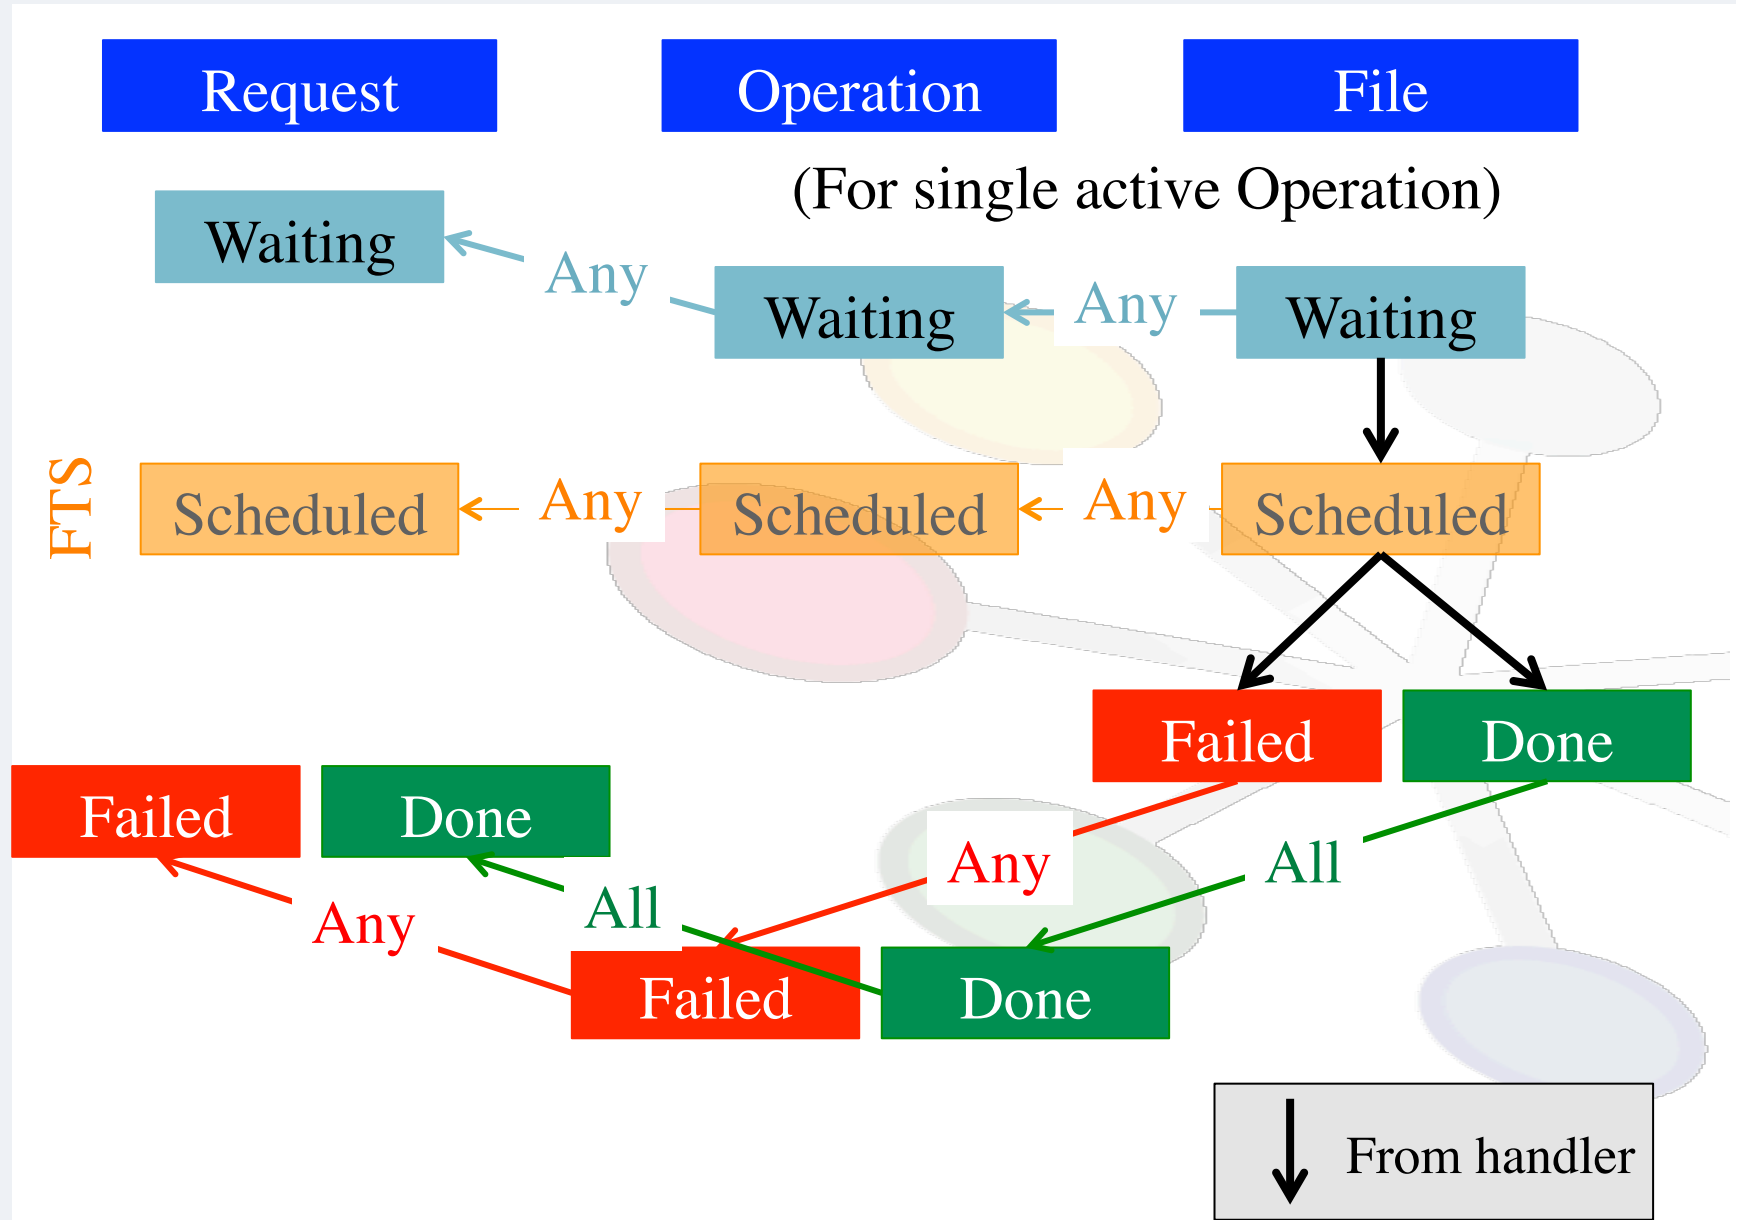 Request
Operation
File
(For single active Operation)
Waiting
Any
Waiting
Any
Waiting
FTS
Scheduled
Any
Scheduled
Any
Scheduled
Failed
Done
Failed
Done
Any
All
Any
All
Failed
Done
From handler